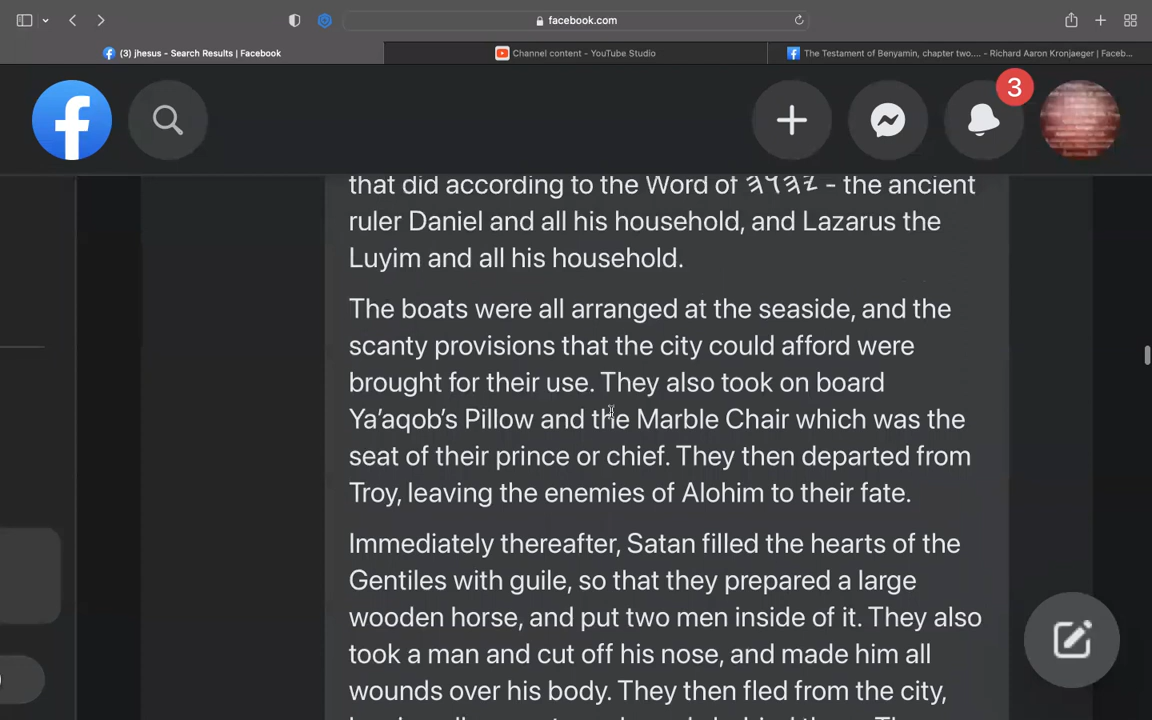 facebook.com
(3) jhesus - Search Results | Facebook
Channel content - YouTube Studio
The Testament of Benyamin, chapter two.... - Richard Aaron Kronjaeger | Faceb...
3
that did according to the Word of 𐤉𐤄𐤅𐤄 - the ancient
ruler Daniel and all his household, and Lazarus the
Luyim and all his household.
The boats were all arranged at the seaside, and the
scanty provisions that the city could afford were
brought for their use. They also took on board
Ya’aqob’s Pillow and the Marble Chair which was the
seat of their prince or chief. They then departed from
Troy, leaving the enemies of Alohim to their fate.
Immediately thereafter, Satan filled the hearts of the
Gentiles with guile, so that they prepared a large
wooden horse, and put two men inside of it. They also
took a man and cut off his nose, and made him all
wounds over his body. They then fled from the city,